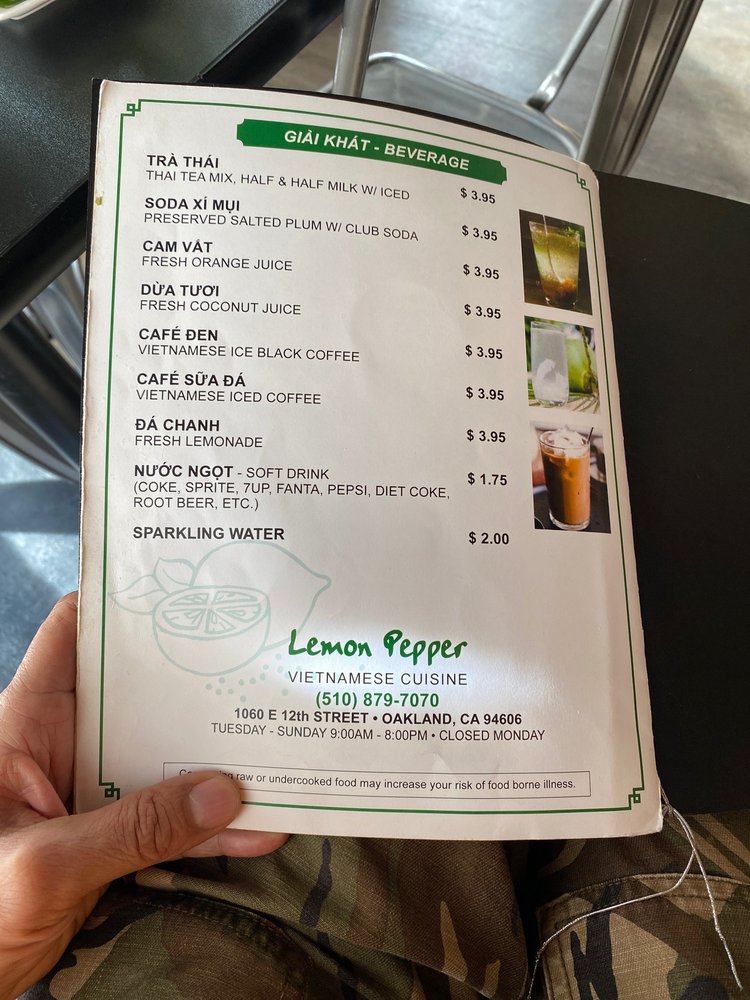 GIẢI KHÁT - BEVERAGE
TRÀ THÁI
THAI TEA MIX, HALF & HALF MILK W/ ICED $ 3.95
SODA XÍ MỤI
PRESERVED SALTED PLUM W/ CLUB SODA $ 3.95
CAM VẮT
FRESH ORANGE JUICE $ 3.95
DỪA TƯƠI
FRESH COCONUT JUICE $ 3.95
CAFÉ ĐEN
VIETNAMESE ICE BLACK COFFEE $ 3.95
CAFÉ SỮA ĐÁ
VIETNAMESE ICED COFFEE $ 3.95
ĐÁ CHANH
FRESH LEMONADE $ 3.95
NƯỚC NGỌT - SOFT DRINK $ 1.75
(COKE, SPRITE, 7UP, FANTA, PEPSI, DIET COKE,
ROOT BEER, ETC.)
SPARKLING WATER $ 2.00
Lemon Pepper
VIETNAMESE CUISINE
(510) 879-7070
1060 E 12th STREET • OAKLAND, CA 94606
TUESDAY - SUNDAY 9:00AM - 8:00PM • CLOSED MONDAY
raw or undercooked food may increase your risk of food borne illness.